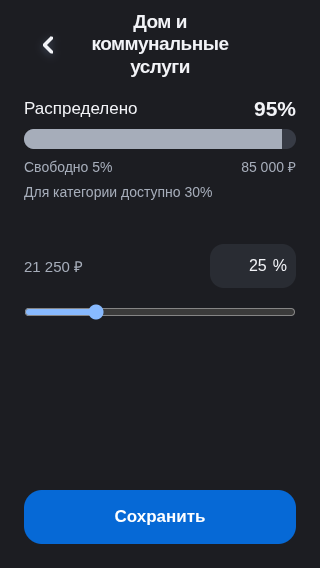 Дом и
коммунальные
услуги
Распределено 95%
Свободно 5% 85 000 ₽
Для категории доступно 30%
21 250 ₽ 25 %
Сохранить